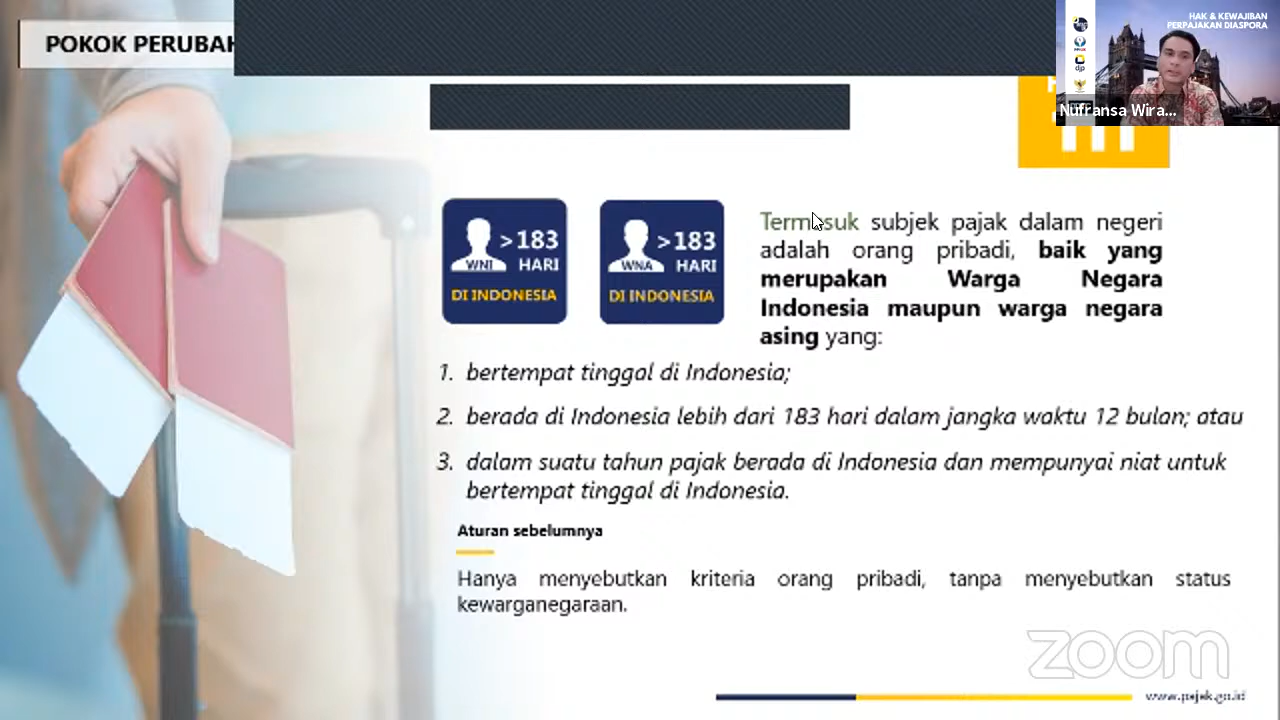 POKOK PERUBAH
HAK & KEWAJIBAN
PERPAJAKAN DIASPORA
djp
Nufransa Wira...
WNI
>183
HARI
DI INDONESIA
WNA
>183
HARI
DI INDONESIA
Termasuk subjek pajak dalam negeri
adalah orang pribadi, baik yang
merupakan Warga Negara
Indonesia maupun warga negara
asing yang:
1. bertempat tinggal di Indonesia;
2. berada di Indonesia lebih dari 183 hari dalam jangka waktu 12 bulan; atau
3. dalam suatu tahun pajak berada di Indonesia dan mempunyai niat untuk
bertempat tinggal di Indonesia.
Aturan sebelumnya
Hanya menyebutkan kriteria orang pribadi, tanpa menyebutkan status
kewarganegaraan.
zoom
www.pajak.go.id